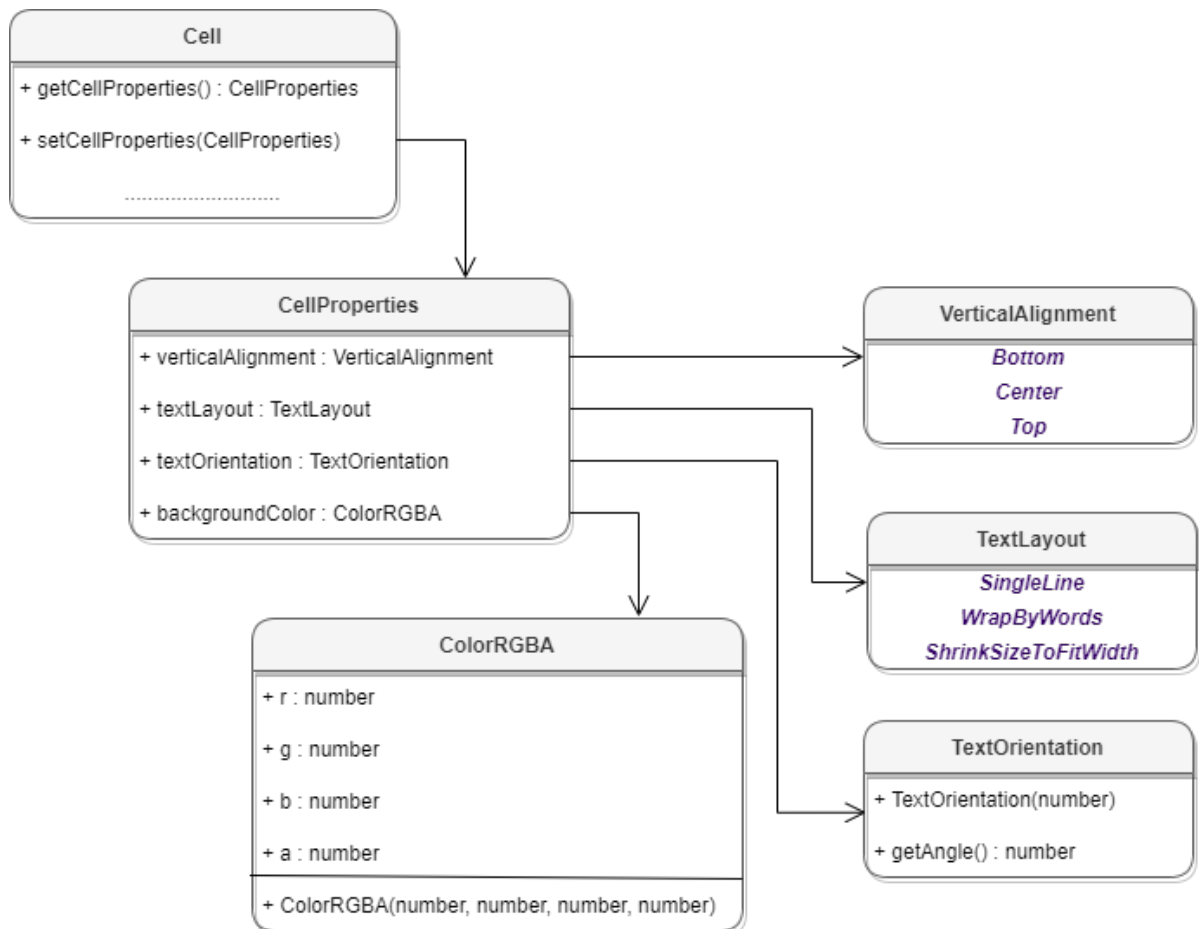 Cell
+ getCellProperties() : CellProperties
+ setCellProperties(CellProperties)
CellProperties
+ verticalAlignment : VerticalAlignment
+ textLayout : TextLayout
+ textOrientation : TextOrientation
+ backgroundColor : ColorRGBA
VerticalAlignment
Bottom
Center
Top
TextLayout
SingleLine
WrapByWords
ShrinkSizeToFitWidth
ColorRGBA
+ r : number
+ g : number
+ b : number
+ a : number
+ ColorRGBA(number, number, number, number)
TextOrientation
+ TextOrientation(number)
+ getAngle() : number